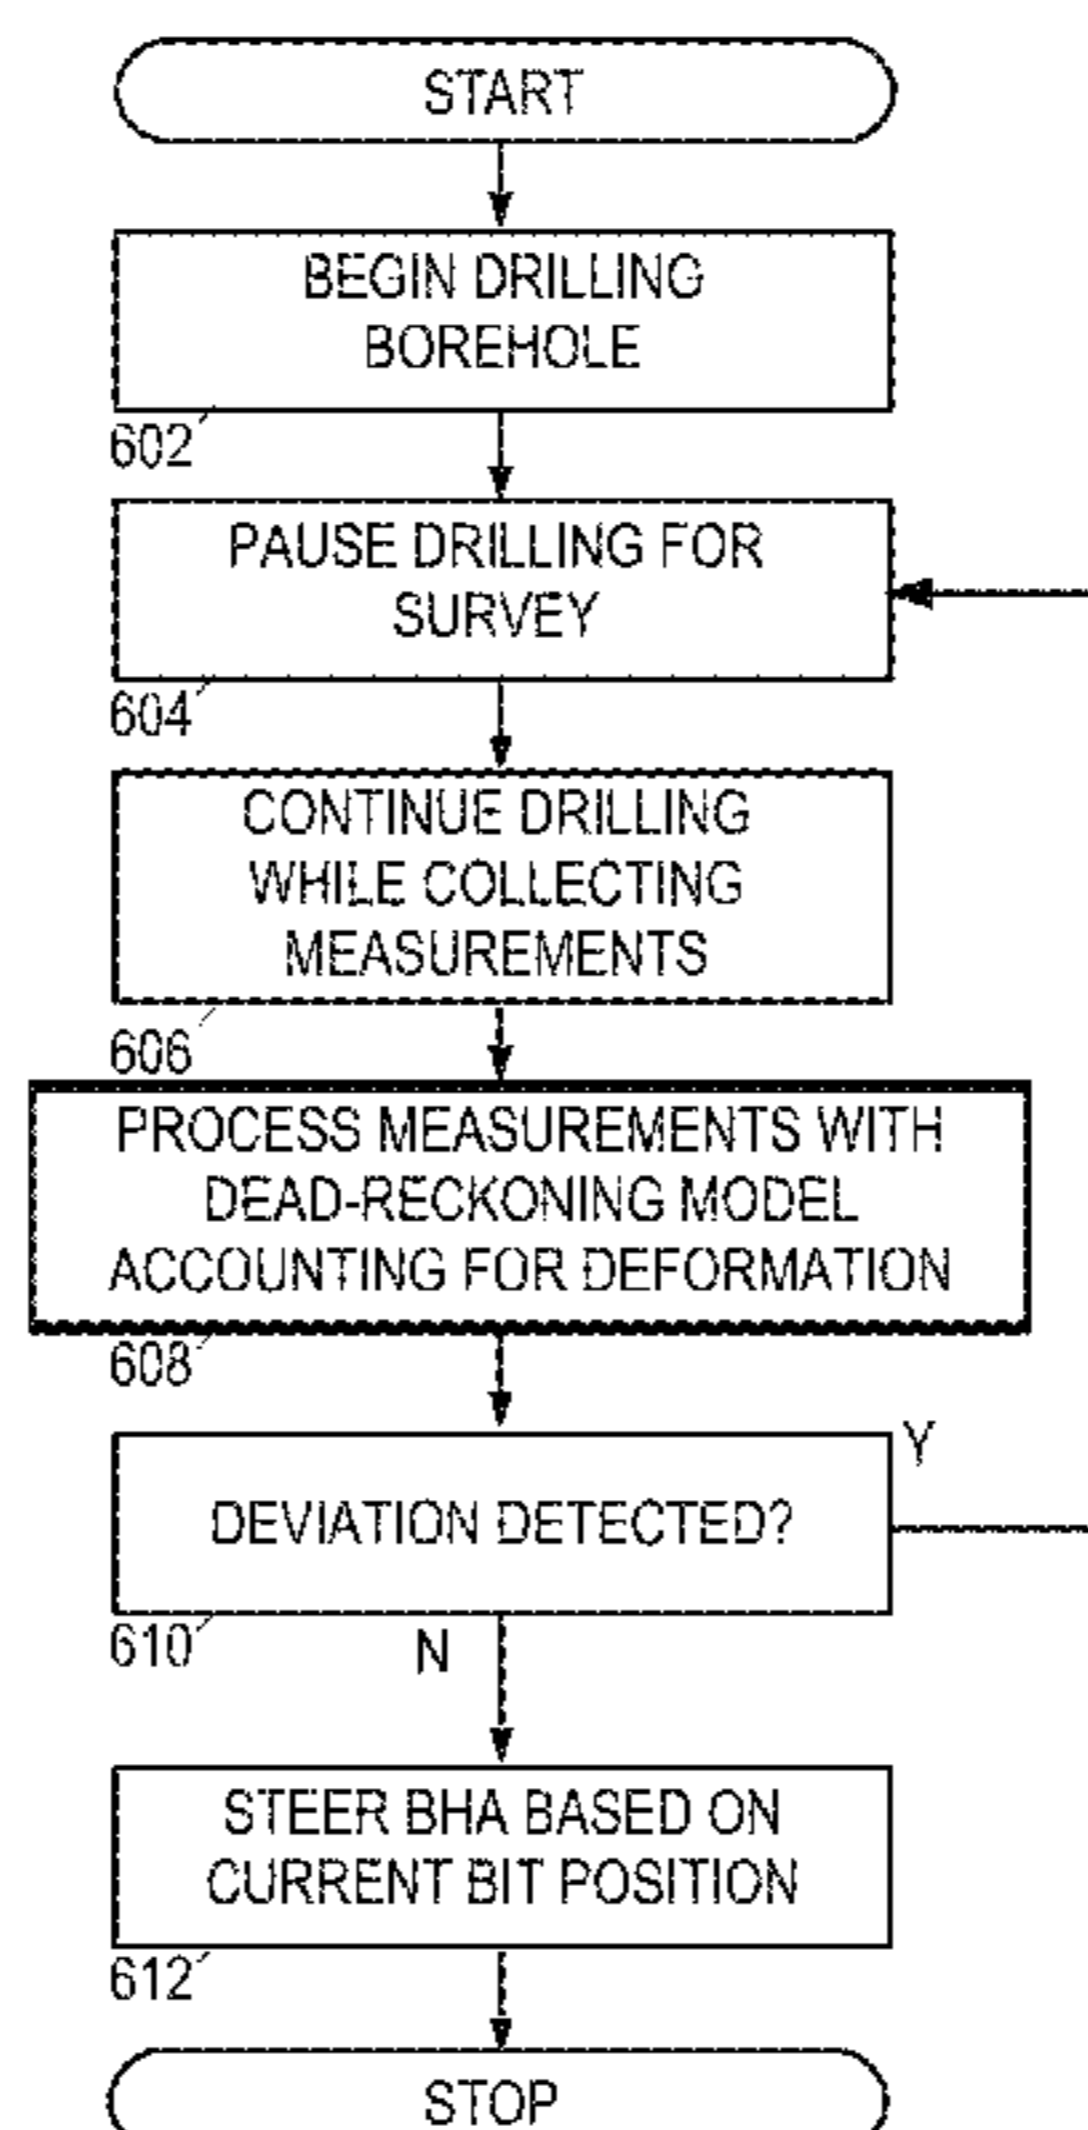 START
BEGIN DRILLING
BOREHOLE
602
PAUSE DRILLING FOR
SURVEY
604
CONTINUE DRILLING
WHILE COLLECTING
MEASUREMENTS
606
PROCESS MEASUREMENTS WITH
DEAD-RECKONING MODEL
ACCOUNTING FOR DEFORMATION
608
Y
DEVIATION DETECTED?
610
N
STEER BHA BASED ON
CURRENT BIT POSITION
612
STOP